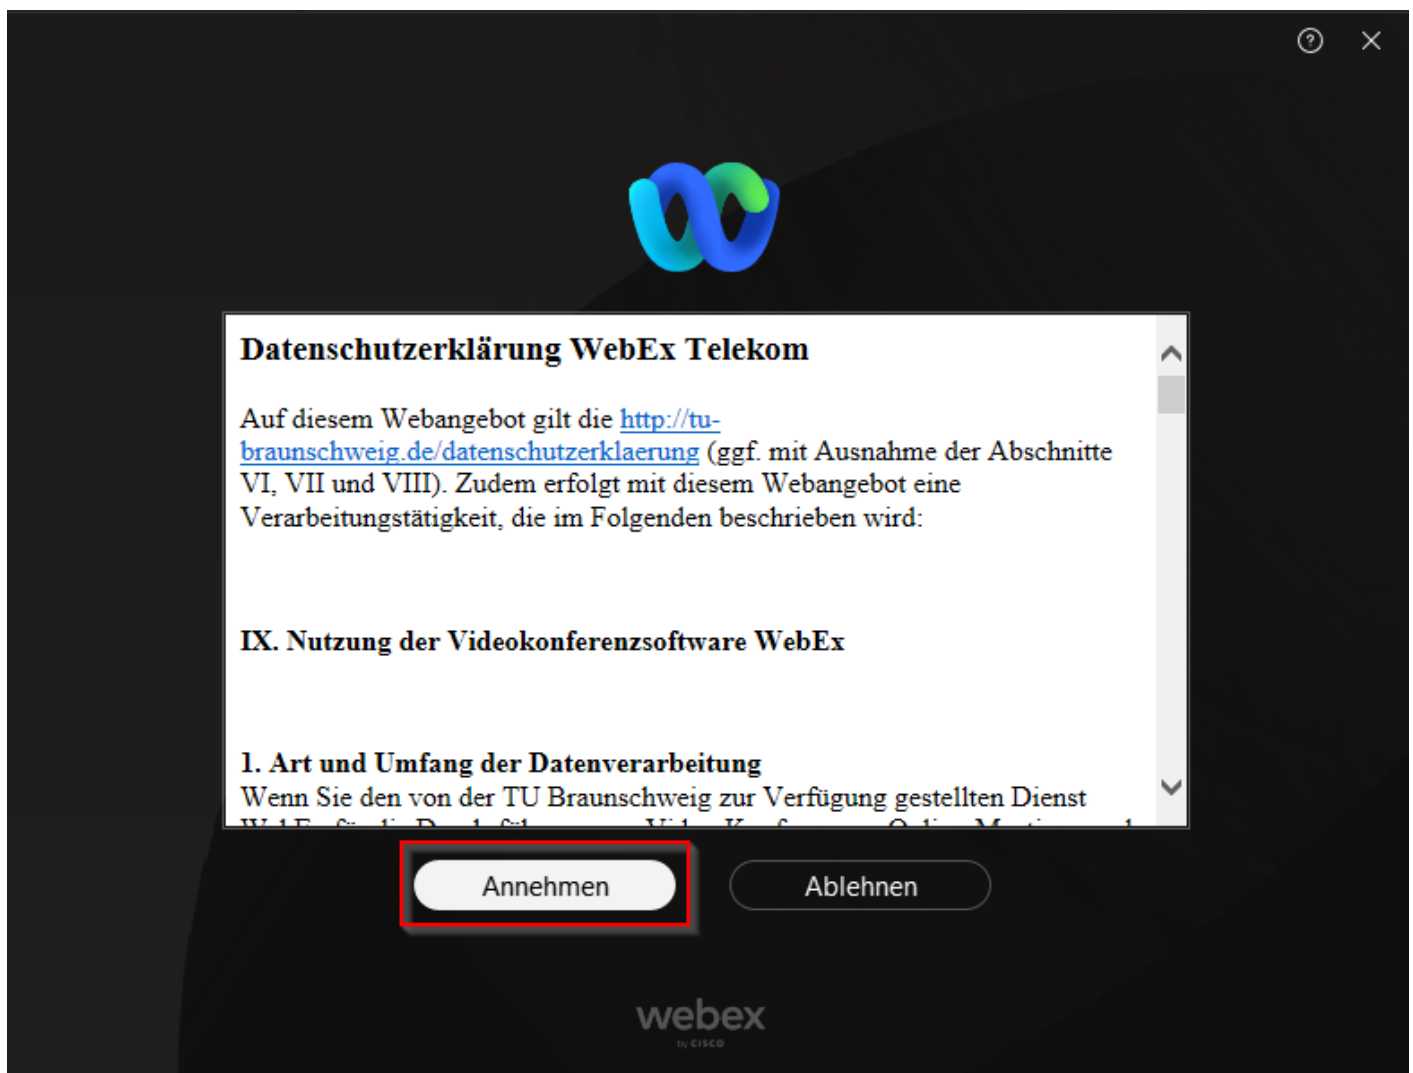 Datenschutzerklärung WebEx Telekom
Auf diesem Webangebot gilt die http://tu-
braunschweig.de/datenschutzerklaerung (ggf. mit Ausnahme der Abschnitte
VI, VII und VIII). Zudem erfolgt mit diesem Webangebot eine
Verarbeitungstätigkeit, die im Folgenden beschrieben wird:
IX. Nutzung der Videokonferenzsoftware WebEx
1. Art und Umfang der Datenverarbeitung
Wenn Sie den von der TU Braunschweig zur Verfügung gestellten Dienst
Annehmen
Ablehnen
webex
by CISCO